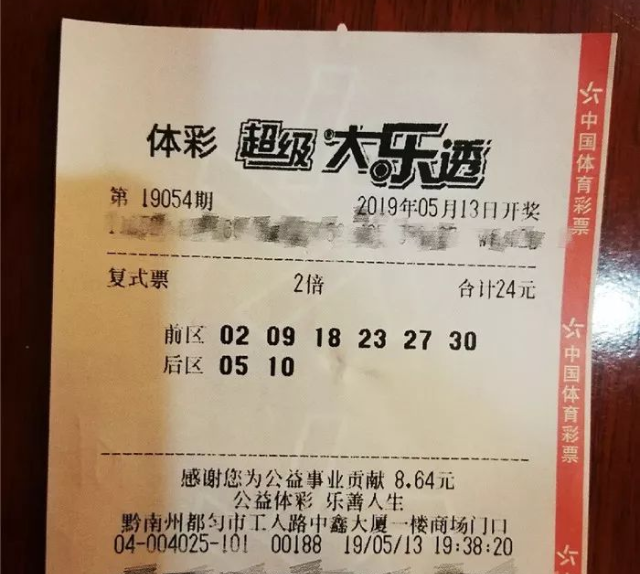 体彩 超级大乐透
第 19054期 2019年05月13日开奖
复式票 2倍 合计24元
前区 02 09 18 23 27 30
后区 05 10
感谢您为公益事业贡献 8.64元
公益体彩 乐善人生
黔南州都匀市工人路中鑫大厦一楼商场门口
04-004025-101 00188 19/05/13 19:38:20
中国体育彩票
中国体育彩票